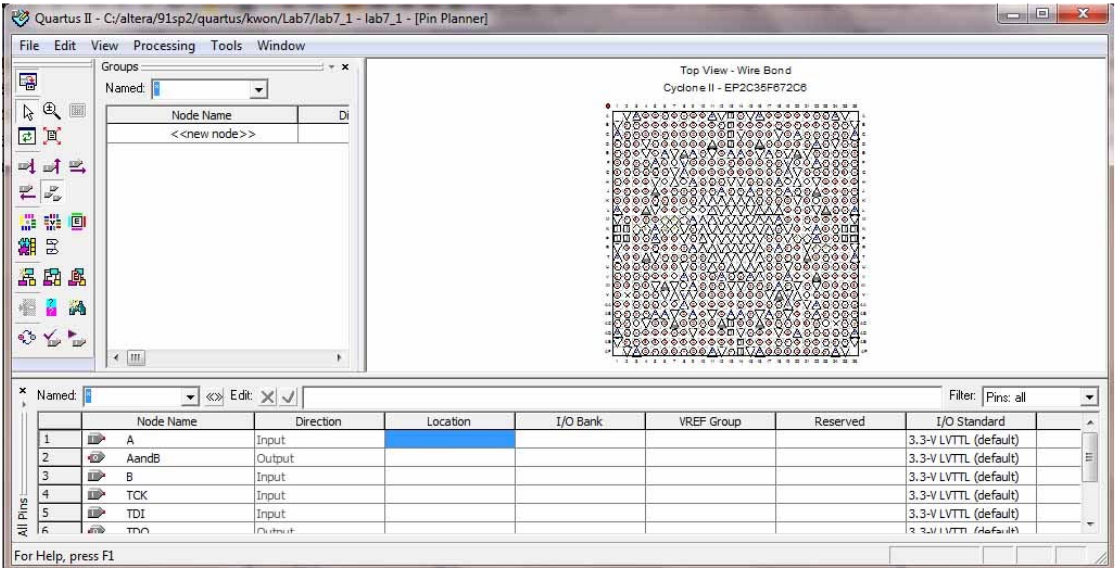 Quartus II - C:/altera/91sp2/quartus/kwon/Lab7/lab7_1 - lab7_1 - [Pin Planner]
File Edit View Processing Tools Window
Groups
Named: *
Node Name Di
<<new node>>
Top View - Wire Bond
Cyclone II - EP2C35F672C6
Named: * Edit: Filter: Pins: all
Node Name Direction Location I/O Bank VREF Group Reserved I/O Standard
1 A Input 3.3-V LVTTL (default)
2 AandB Output 3.3-V LVTTL (default)
3 B Input 3.3-V LVTTL (default)
4 TCK Input 3.3-V LVTTL (default)
5 TDI Input 3.3-V LVTTL (default)
6 TDO Output 3.3-V LVTTL (default)
All Pins
For Help, press F1